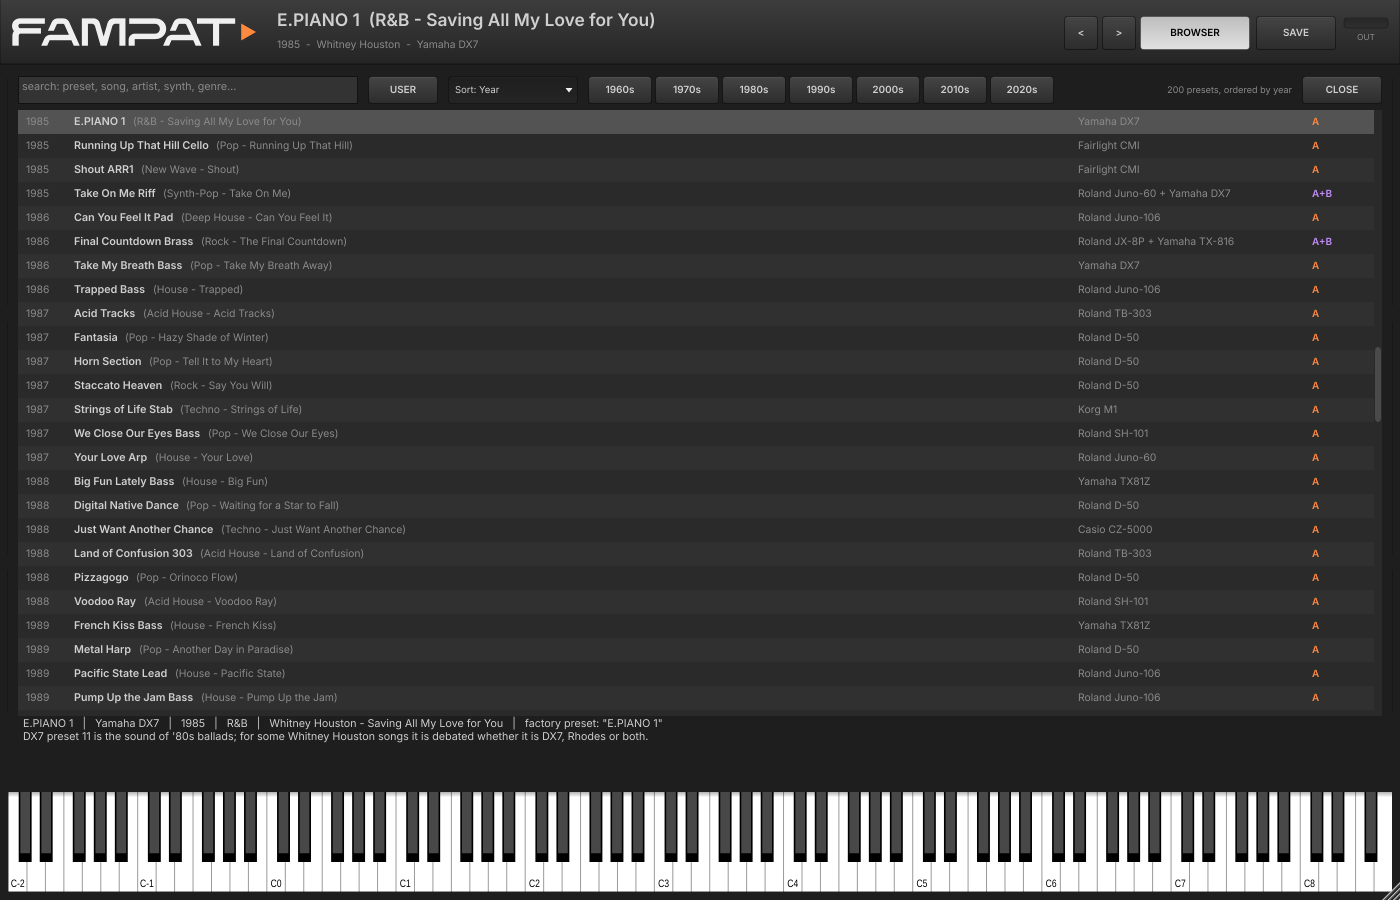 FAMPAT
E.PIANO 1 (R&B - Saving All My Love for You)
1985 - Whitney Houston - Yamaha DX7
< > BROWSER SAVE OUT
search: preset, song, artist, synth, genre... USER Sort: Year 1960s 1970s 1980s 1990s 2000s 2010s 2020s 200 presets, ordered by year CLOSE
1985 E.PIANO 1 (R&B - Saving All My Love for You) Yamaha DX7 A
1985 Running Up That Hill Cello (Pop - Running Up That Hill) Fairlight CMI A
1985 Shout ARR1 (New Wave - Shout) Fairlight CMI A
1985 Take On Me Riff (Synth-Pop - Take On Me) Roland Juno-60 + Yamaha DX7 A+B
1986 Can You Feel It Pad (Deep House - Can You Feel It) Roland Juno-106 A
1986 Final Countdown Brass (Rock - The Final Countdown) Roland JX-8P + Yamaha TX-816 A+B
1986 Take My Breath Bass (Pop - Take My Breath Away) Yamaha DX7 A
1986 Trapped Bass (House - Trapped) Roland Juno-106 A
1987 Acid Tracks (Acid House - Acid Tracks) Roland TB-303 A
1987 Fantasia (Pop - Hazy Shade of Winter) Roland D-50 A
1987 Horn Section (Pop - Tell It to My Heart) Roland D-50 A
1987 Staccato Heaven (Rock - Say You Will) Roland D-50 A
1987 Strings of Life Stab (Techno - Strings of Life) Korg M1 A
1987 We Close Our Eyes Bass (Pop - We Close Our Eyes) Roland SH-101 A
1987 Your Love Arp (House - Your Love) Roland Juno-60 A
1988 Big Fun Lately Bass (House - Big Fun) Yamaha TX81Z A
1988 Digital Native Dance (Pop - Waiting for a Star to Fall) Roland D-50 A
1988 Just Want Another Chance (Techno - Just Want Another Chance) Casio CZ-5000 A
1988 Land of Confusion 303 (Acid House - Land of Confusion) Roland TB-303 A
1988 Pizzagogo (Pop - Orinoco Flow) Roland D-50 A
1988 Voodoo Ray (Acid House - Voodoo Ray) Roland SH-101 A
1989 French Kiss Bass (House - French Kiss) Yamaha TX81Z A
1989 Metal Harp (Pop - Another Day in Paradise) Roland D-50 A
1989 Pacific State Lead (House - Pacific State) Roland Juno-106 A
1989 Pump Up the Jam Bass (House - Pump Up the Jam) Roland Juno-106 A
E.PIANO 1 | Yamaha DX7 | 1985 | R&B | Whitney Houston - Saving All My Love for You | factory preset: "E.PIANO 1"
DX7 preset 11 is the sound of '80s ballads; for some Whitney Houston songs it is debated whether it is DX7, Rhodes or both.
C-2 C-1 C0 C1 C2 C3 C4 C5 C6 C7 C8